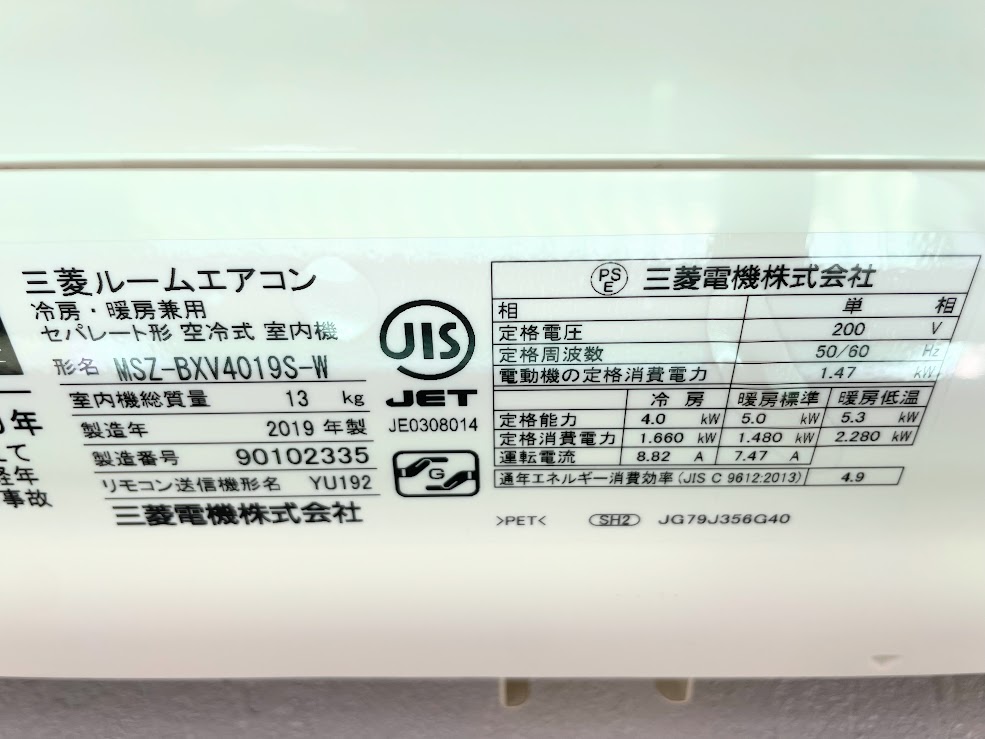 三菱ルームエアコン
冷房・暖房兼用
セパレート形 空冷式 室内機
形名 MSZ-BXV4019S-W
室内機総質量 13 kg
製造年 2019 年製
製造番号 90102335
リモコン送信機形名 YU192
三菱電機株式会社
年
て
経年
事故
JIS
JET
JE0308014
G
PSE 三菱電機株式会社
相 単 相
定格電圧 200 V
定格周波数 50/60 Hz
電動機の定格消費電力 1.47 kW
冷 房 暖房標準 暖房低温
定格能力 4.0 kW 5.0 kW 5.3 kW
定格消費電力 1.660 kW 1.480 kW 2.280 kW
運転電流 8.82 A 7.47 A
通年エネルギー消費効率(JIS C 9612:2013) 4.9
>PET< SH2 JG79J356G40